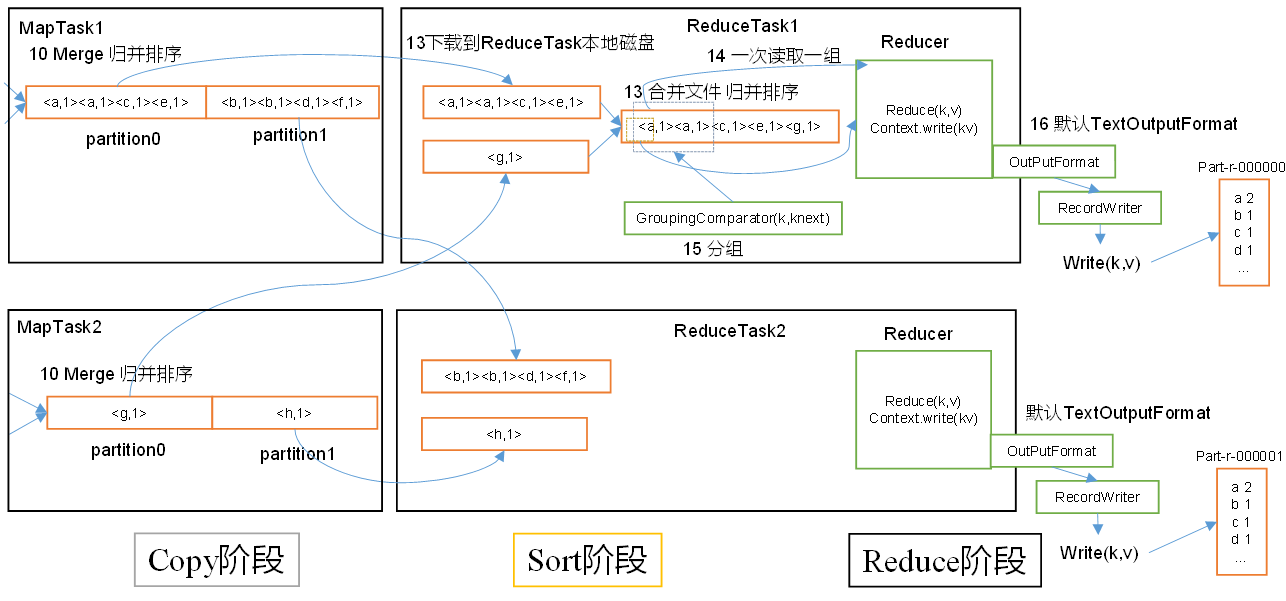 MapTask1
10 Merge 归并排序
<a,1><a,1><c,1><e,1>
<b,1><b,1><d,1><f,1>
partition0
partition1
ReduceTask1
13下载到ReduceTask本地磁盘
14 一次读取一组
Reducer
<a,1><a,1><c,1><e,1>
13 合并文件 归并排序
<a,1><a,1><c,1><e,1><g,1>
<g,1>
Reduce(k,v)
Context.write(kv)
GroupingComparator(k,knext)
15 分组
16 默认TextOutputFormat
OutPutFormat
RecordWriter
Write(k,v)
Part-r-000000
a 2
b 1
c 1
d 1
...
MapTask2
10 Merge 归并排序
<g,1>
<h,1>
partition0
partition1
ReduceTask2
Reducer
<b,1><b,1><d,1><f,1>
<h,1>
Reduce(k,v)
Context.write(kv)
默认TextOutputFormat
OutPutFormat
RecordWriter
Write(k,v)
Part-r-000001
a 2
b 1
c 1
d 1
...
Copy阶段
Sort阶段
Reduce阶段